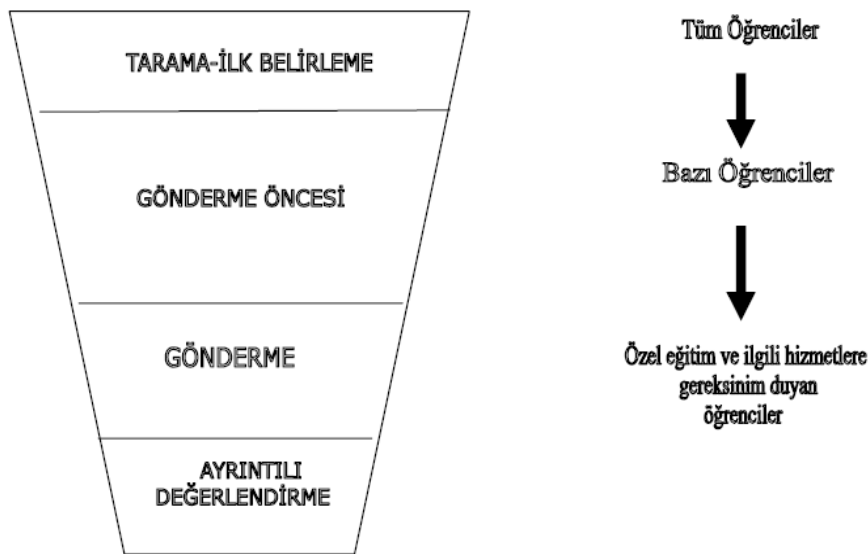 TARAMA-İLK BELİRLEME
GÖNDERME ÖNCESİ
GÖNDERME
AYRINTILI
DEĞERLENDİRME
Tüm Öğrenciler
Bazı Öğrenciler
Özel eğitim ve ilgili hizmetlere
gereksinim duyan
öğrenciler